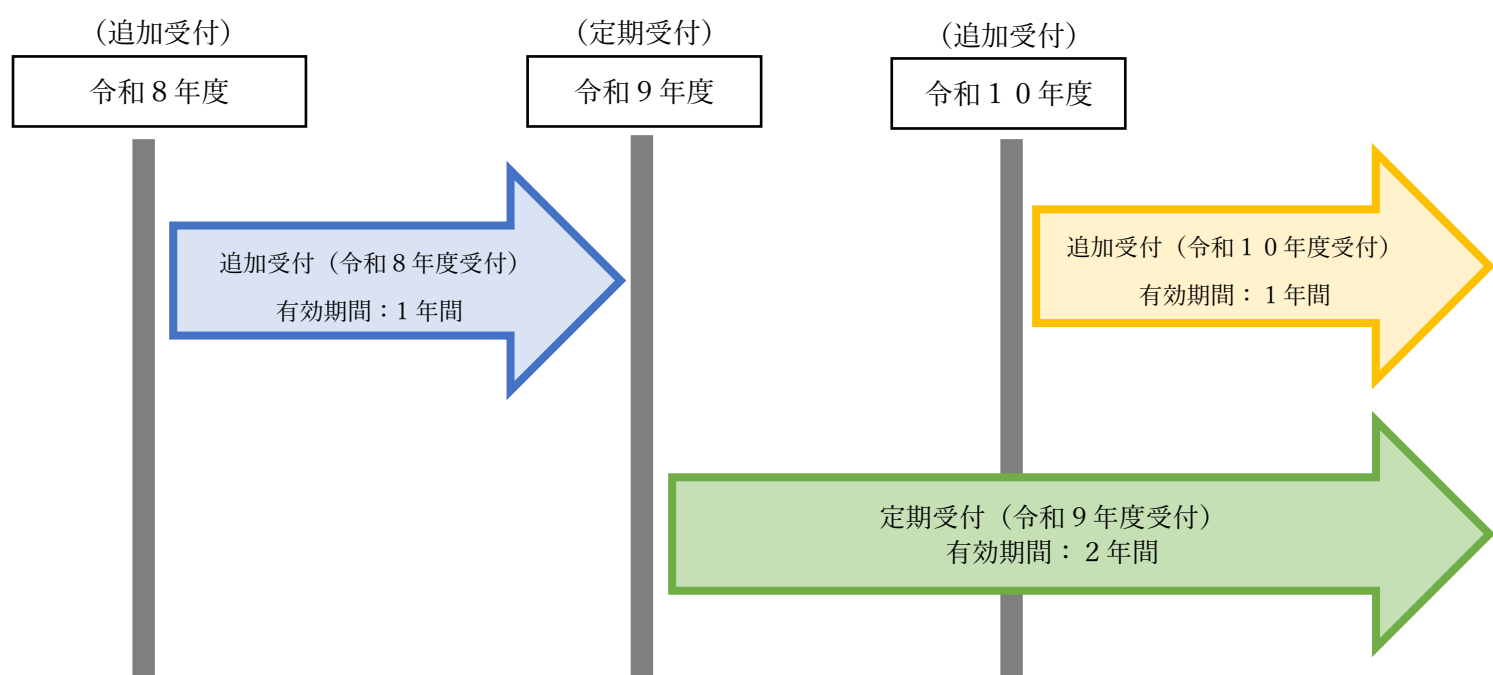 （追加受付）
令和８年度
（定期受付）
令和９年度
（追加受付）
令和１０年度
追加受付（令和８年度受付）
有効期間：１年間
追加受付（令和１０年度受付）
有効期間：１年間
定期受付（令和９年度受付）
有効期間：２年間